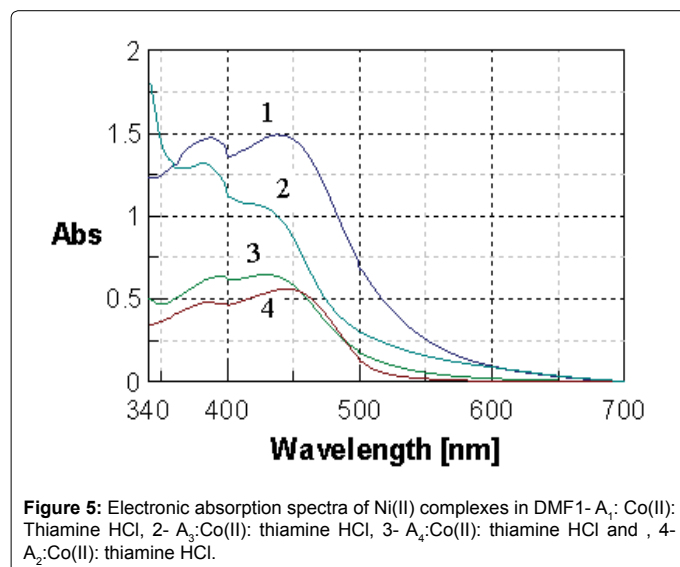 2
1.5
1
0.5
0
Abs
1
2
3
4
340 400 500 600 700
Wavelength [nm]
Figure 5: Electronic absorption spectra of Ni(II) complexes in DMF1- A₁: Co(II):
Thiamine HCl, 2- A₃:Co(II): thiamine HCl, 3- A₄:Co(II): thiamine HCl and , 4-
A₂:Co(II): thiamine HCl.